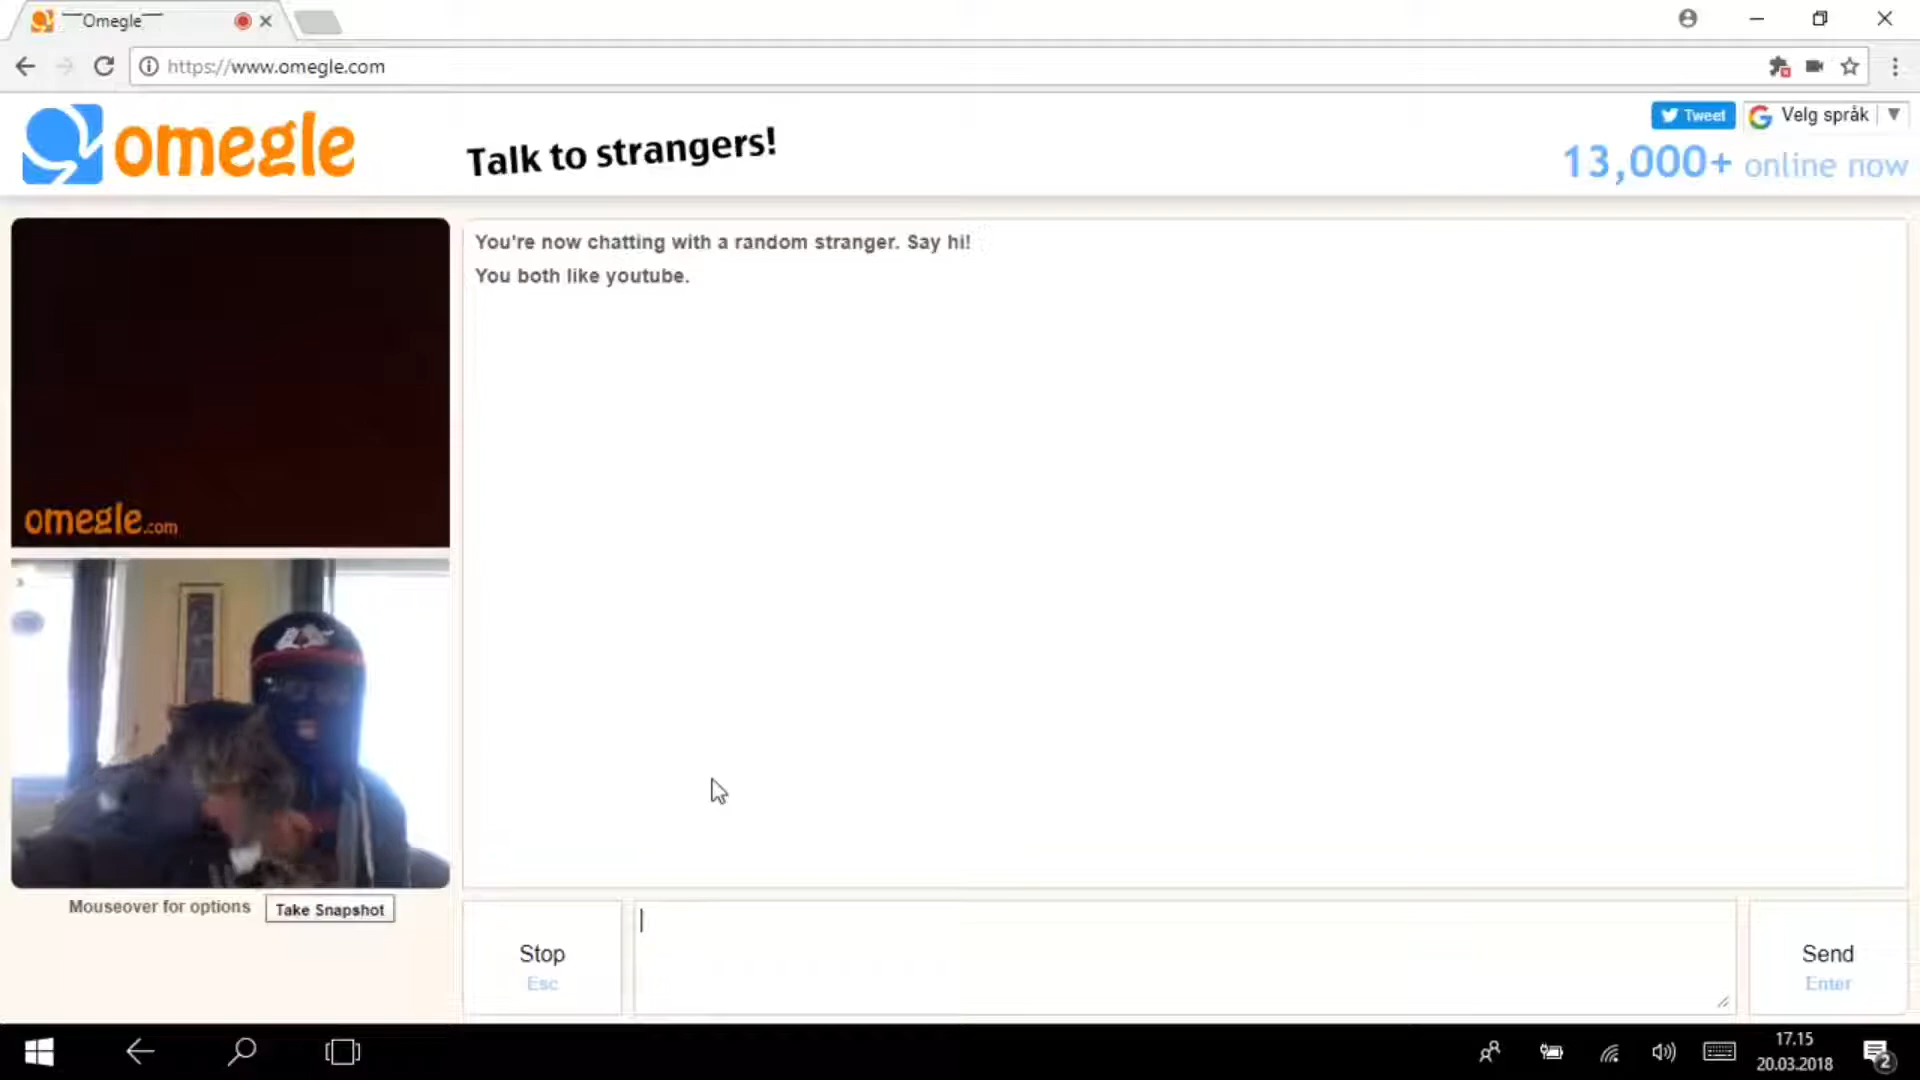 Omegle
https://www.omegle.com
omegle
Talk to strangers!
Tweet
Velg språk
13,000+ online now
You're now chatting with a random stranger. Say hi!
You both like youtube.
omegle.com
Mouseover for options
Take Snapshot
Stop
Esc
Send
Enter
17.15
20.03.2018
2